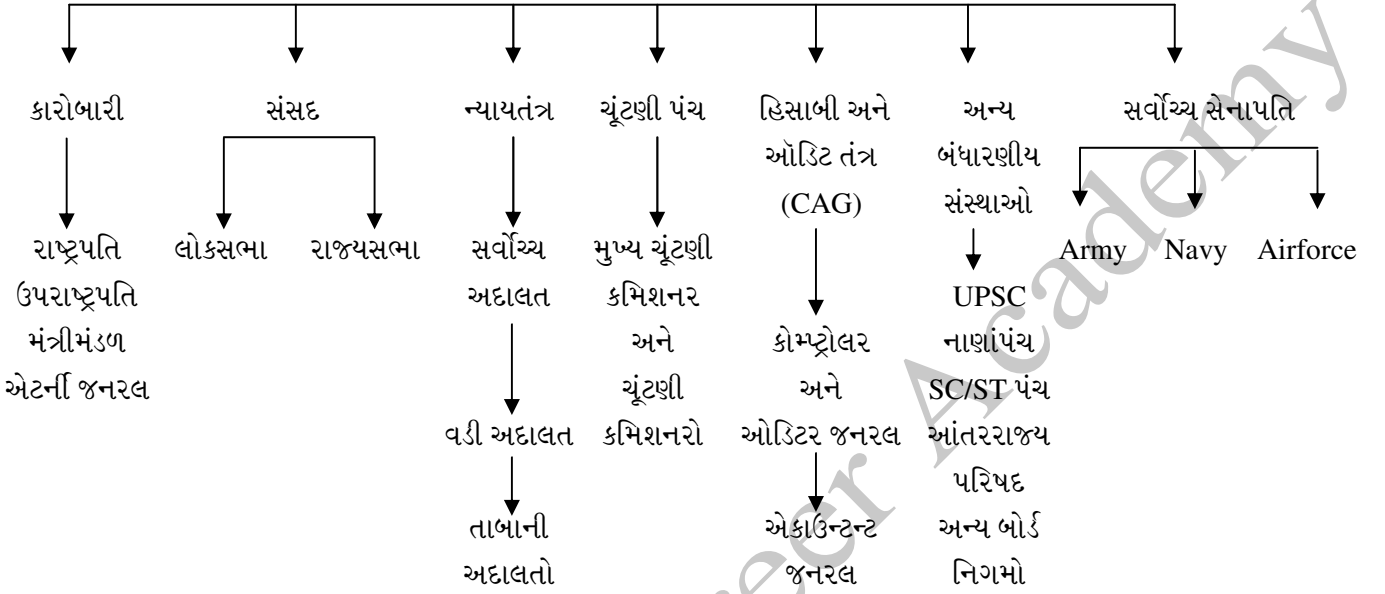 કારોબારી સંસદ ન્યાયતંત્ર ચૂંટણી પંચ હિસાબી અને અન્ય સર્વોચ્ચ સેનાપતિ
ઑડિટ તંત્ર બંધારણીય
(CAG) સંસ્થાઓ
રાષ્ટ્રપતિ લોકસભા રાજ્યસભા સર્વોચ્ચ મુખ્ય ચૂંટણી Army Navy Airforce
ઉપરાષ્ટ્રપતિ અદાલત કમિશનર UPSC
મંત્રીમંડળ અને કોમ્પ્ટ્રોલર નાણાંપંચ
એટર્ની જનરલ ચૂંટણી અને SC/ST પંચ
વડી અદાલત કમિશનરો ઓડિટર જનરલ આંતરરાજ્ય
પરિષદ
તાબાની એકાઉન્ટન્ટ અન્ય બોર્ડ
અદાલતો જનરલ નિગમો
eer Academy